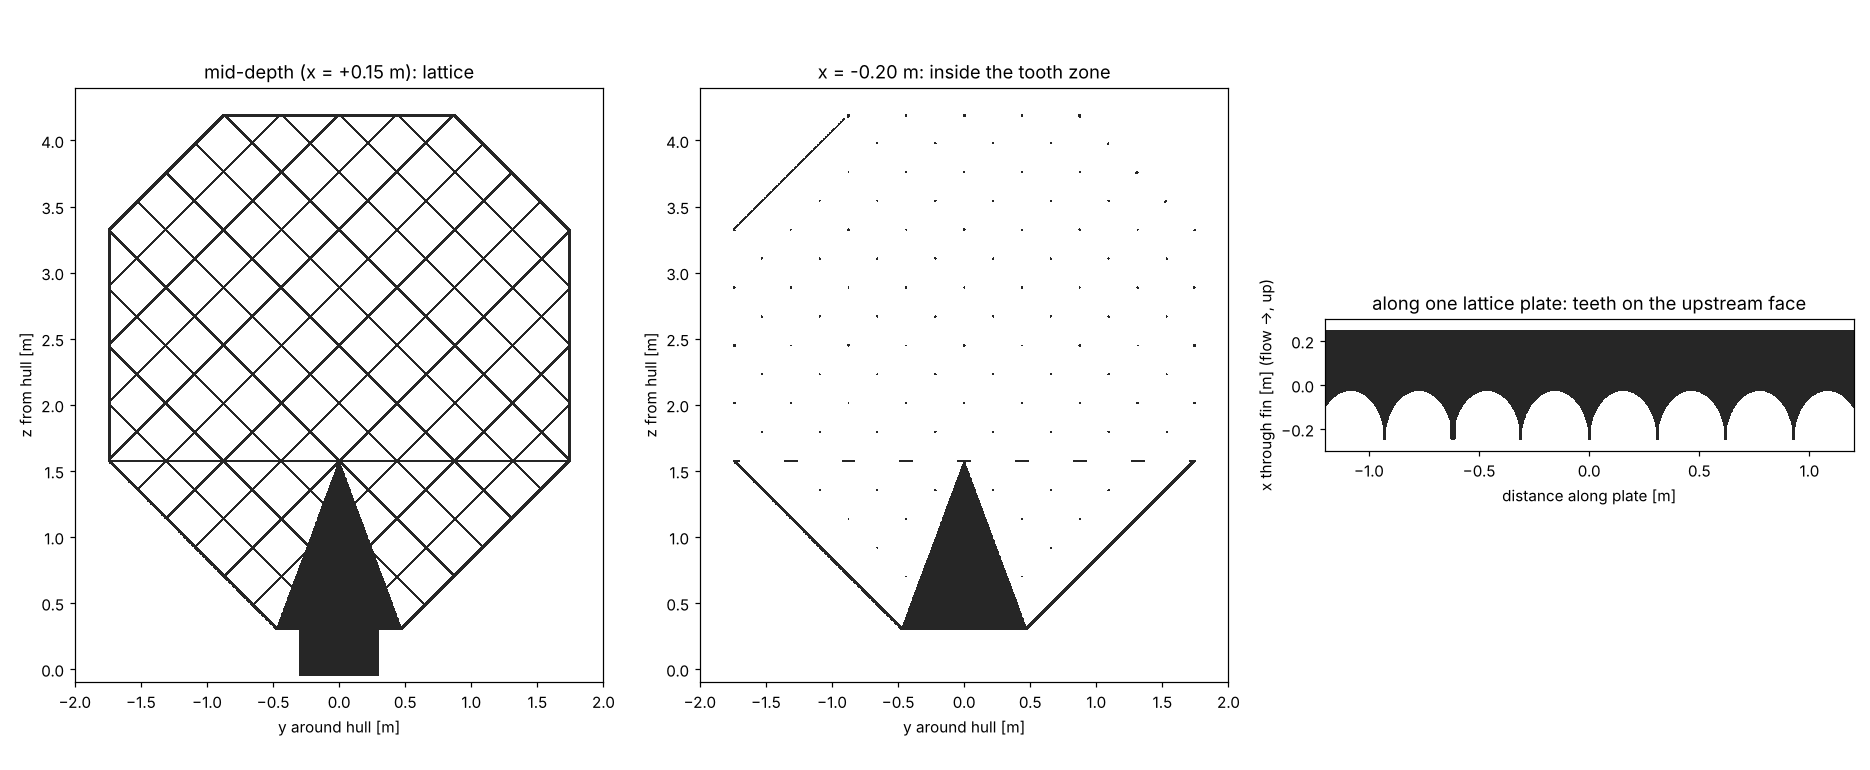 mid-depth (x = +0.15 m): lattice
4.0
3.5
3.0
2.5
2.0
1.5
1.0
0.5
0.0
z from hull [m]
−2.0 −1.5 −1.0 −0.5 0.0 0.5 1.0 1.5 2.0
y around hull [m]
x = -0.20 m: inside the tooth zone
4.0
3.5
3.0
2.5
2.0
1.5
1.0
0.5
0.0
z from hull [m]
−2.0 −1.5 −1.0 −0.5 0.0 0.5 1.0 1.5 2.0
y around hull [m]
along one lattice plate: teeth on the upstream face
0.2
0.0
−0.2
x through fin [m] (flow →, up)
−1.0 −0.5 0.0 0.5 1.0
distance along plate [m]